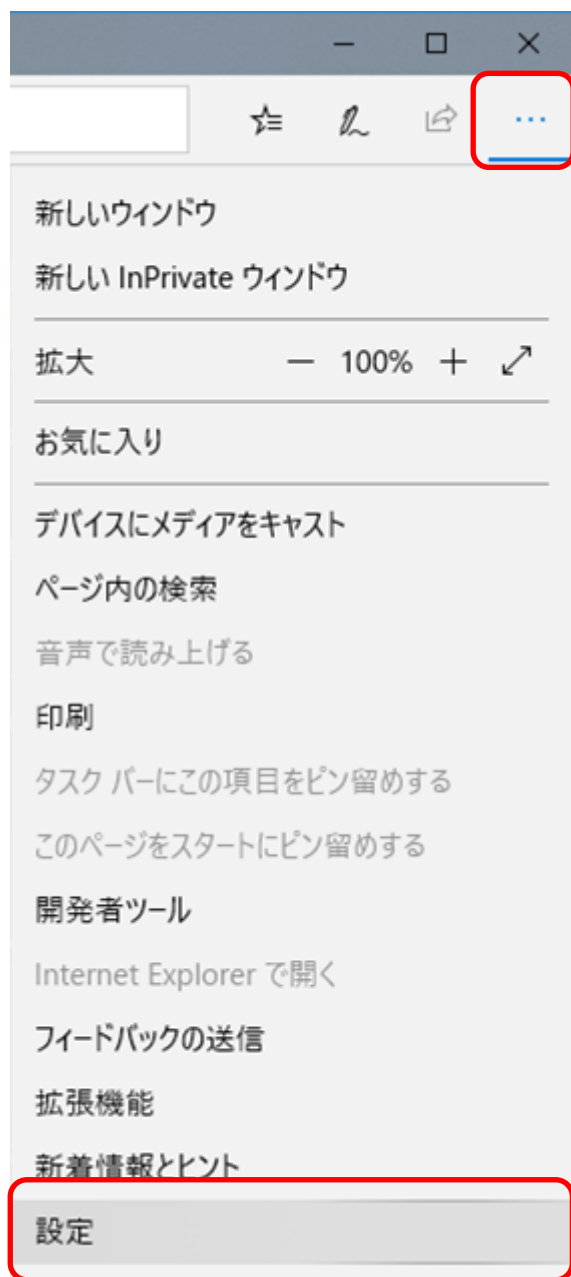 新しいウィンドウ
新しい InPrivate ウィンドウ
拡大 － 100% ＋
お気に入り
デバイスにメディアをキャスト
ページ内の検索
音声で読み上げる
印刷
タスク バーにこの項目をピン留めする
このページをスタートにピン留めする
開発者ツール
Internet Explorer で開く
フィードバックの送信
拡張機能
新着情報とヒント
設定